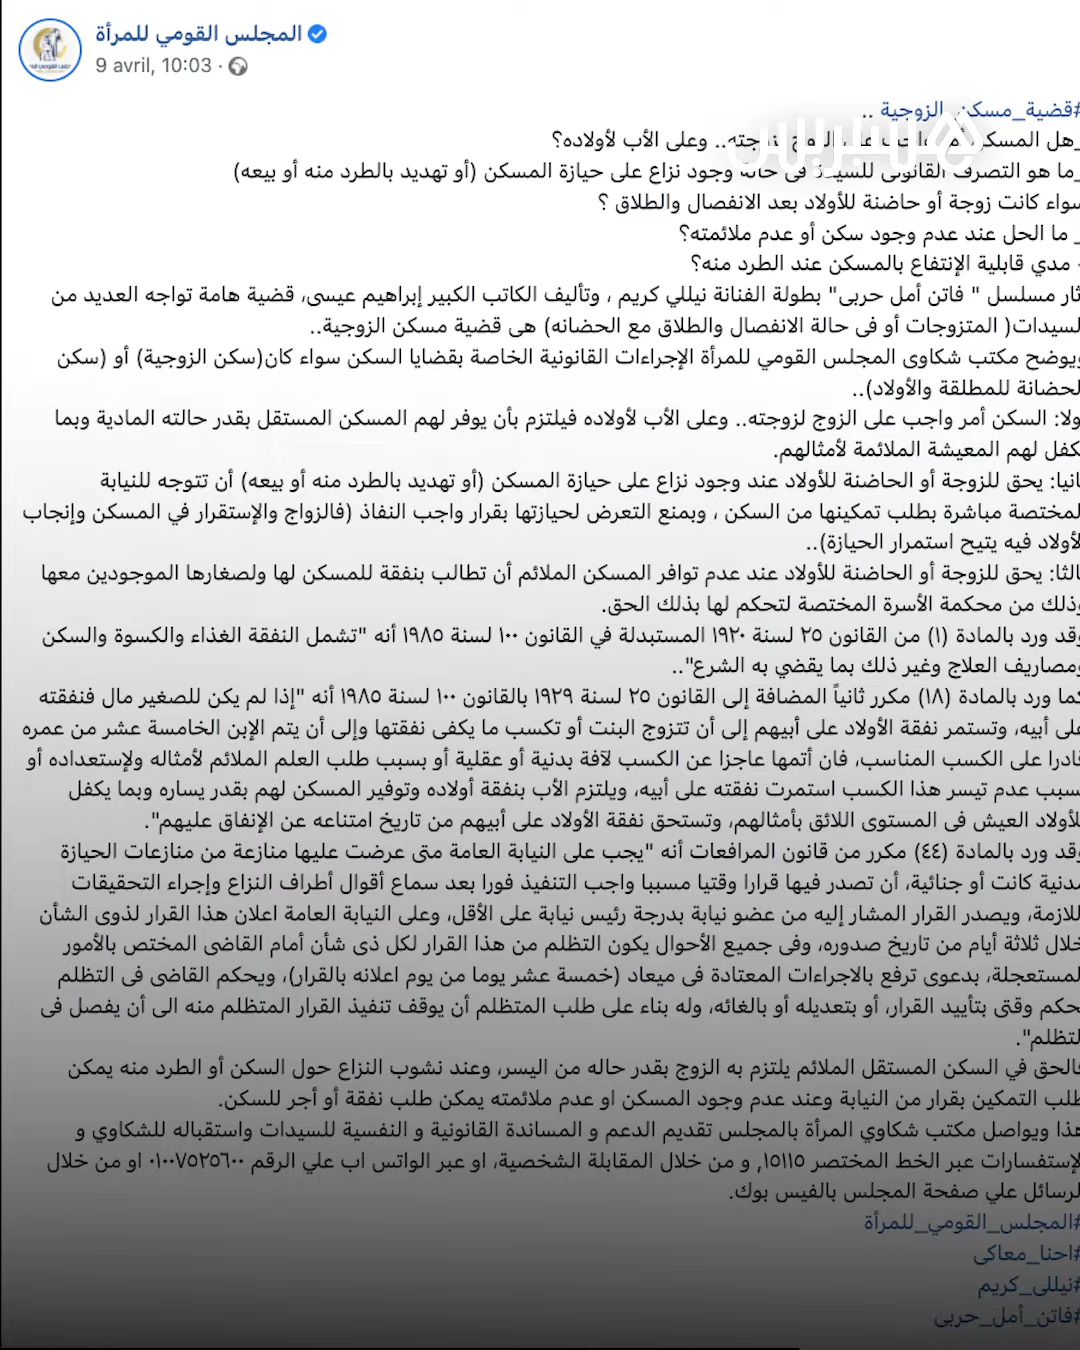 المجلس القومي للمرأة
9 avril, 10:03 ·
#قضية_مسكن_الزوجية ..
هل المسكن الزوج لزوجته.. وعلى الأب لأولاده؟
ما هو التصرف القانونى للسيدة فى حالة وجود نزاع على حيازة المسكن (أو تهديد بالطرد منه أو بيعه)
سواء كانت زوجة أو حاضنة للأولاد بعد الانفصال والطلاق ؟
_ ما الحل عند عدم وجود سكن أو عدم ملائمته؟
- مدي قابلية الإنتفاع بالمسكن عند الطرد منه؟
ثار مسلسل " فاتن أمل حربى" بطولة الفنانة نيللي كريم ، وتأليف الكاتب الكبير إبراهيم عيسى، قضية هامة تواجه العديد من
لسيدات( المتزوجات أو فى حالة الانفصال والطلاق مع الحضانه) هى قضية مسكن الزوجية..
ويوضح مكتب شكاوى المجلس القومي للمرأة الإجراءات القانونية الخاصة بقضايا السكن سواء كان(سكن الزوجية) أو (سكن
لحضانة للمطلقة والأولاد)..
ولا: السكن أمر واجب على الزوج لزوجته.. وعلى الأب لأولاده فيلتزم بأن يوفر لهم المسكن المستقل بقدر حالته المادية وبما
كفل لهم المعيشة الملائمة لأمثالهم.
انيا: يحق للزوجة أو الحاضنة للأولاد عند وجود نزاع على حيازة المسكن (أو تهديد بالطرد منه أو بيعه) أن تتوجه للنيابة
لمختصة مباشرة بطلب تمكينها من السكن ، وبمنع التعرض لحيازتها بقرار واجب النفاذ (فالزواج والإستقرار في المسكن وإنجاب
لأولاد فيه يتيح استمرار الحيازة)..
الثا: يحق للزوجة أو الحاضنة للأولاد عند عدم توافر المسكن الملائم أن تطالب بنفقة للمسكن لها ولصغارها الموجودين معها
وذلك من محكمة الأسرة المختصة لتحكم لها بذلك الحق.
وقد ورد بالمادة (١) من القانون ٢٥ لسنة ١٩٢٠ المستبدلة في القانون ١٠٠ لسنة ١٩٨٥ أنه "تشمل النفقة الغذاء والكسوة والسكن
ومصاريف العلاج وغير ذلك بما يقضي به الشرع"..
كما ورد بالمادة (١٨) مكرر ثانياً المضافة إلى القانون ٢٥ لسنة ١٩٢٩ بالقانون ١٠٠ لسنة ١٩٨٥ أنه "إذا لم يكن للصغير مال فنفقته
على أبيه، وتستمر نفقة الأولاد على أبيهم إلى أن تتزوج البنت أو تكسب ما يكفى نفقتها وإلى أن يتم الإبن الخامسة عشر من عمره
قادرا على الكسب المناسب، فان أتمها عاجزا عن الكسب لآفة بدنية أو عقلية أو بسبب طلب العلم الملائم لأمثاله ولإستعداده أو
بسبب عدم تيسر هذا الكسب استمرت نفقته على أبيه، ويلتزم الأب بنفقة أولاده وتوفير المسكن لهم بقدر يساره وبما يكفل
للأولاد العيش فى المستوى اللائق بأمثالهم، وتستحق نفقة الأولاد على أبيهم من تاريخ امتناعه عن الإنفاق عليهم".
وقد ورد بالمادة (٤٤) مكرر من قانون المرافعات أنه "يجب على النيابة العامة متى عرضت عليها منازعة من منازعات الحيازة
مدنية كانت أو جنائية، أن تصدر فيها قرارا وقتيا مسببا واجب التنفيذ فورا بعد سماع أقوال أطراف النزاع وإجراء التحقيقات
للازمة، ويصدر القرار المشار إليه من عضو نيابة بدرجة رئيس نيابة على الأقل، وعلى النيابة العامة اعلان هذا القرار لذوى الشأن
خلال ثلاثة أيام من تاريخ صدوره، وفى جميع الأحوال يكون التظلم من هذا القرار لكل ذى شأن أمام القاضى المختص بالأمور
لمستعجلة، بدعوى ترفع بالاجراءات المعتادة فى ميعاد (خمسة عشر يوما من يوم اعلانه بالقرار)، ويحكم القاضى فى التظلم
حكم وقتى بتأييد القرار، أو بتعديله أو بالغائه، وله بناء على طلب المتظلم أن يوقف تنفيذ القرار المتظلم منه الى أن يفصل فى
لتظلم".
فالحق في السكن المستقل الملائم يلتزم به الزوج بقدر حاله من اليسر، وعند نشوب النزاع حول السكن أو الطرد منه يمكن
طلب التمكين بقرار من النيابة وعند عدم وجود المسكن او عدم ملائمته يمكن طلب نفقة أو أجر للسكن.
هذا ويواصل مكتب شكاوي المرأة بالمجلس تقديم الدعم و المساندة القانونية و النفسية للسيدات واستقباله للشكاوي و
لإستفسارات عبر الخط المختصر ١٥١١٥, و من خلال المقابلة الشخصية، او عبر الواتس اب علي الرقم ٠١٠٠٧٥٢٥٦٠٠ او من خلال
لرسائل علي صفحة المجلس بالفيس بوك.
#المجلس_القومي_للمرأة
#احنا_معاكى
#نيللى_كريم
#فاتن_أمل_حربى